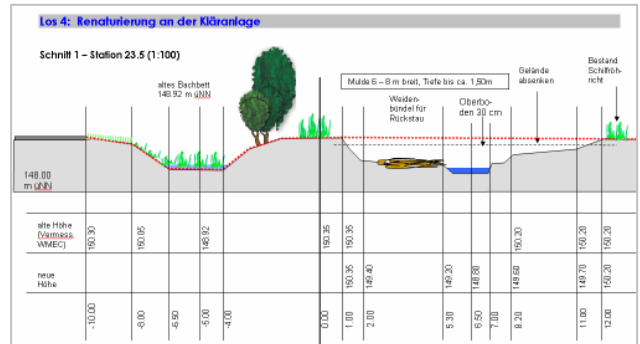 Los 4: Renaturierung an der Kläranlage
Schnitt 1 – Station 23.5 (1:100)
altes Bachbett
148.92 m üNN
Mulde 6 – 8 m breit, Tiefe bis ca. 1,50m
Weiden-
bündel für
Rückstau
Oberbo-
den 30 cm
Gelände
absenken
Bestand
Schilfröh-
richt
148.00
m üNN
alte Höhe
(Vermess.
WMEC)
150.30
150.05
148.92
150.35
150.35
150.20
150.20
150.20
neue
Höhe
150.35
149.40
149.20
148.80
149.60
149.70
150.20
-10.00
-8.00
-6.50
-5.00
-4.00
0.00
1.00
2.00
5.30
6.50
7.00
8.20
11.00
12.00